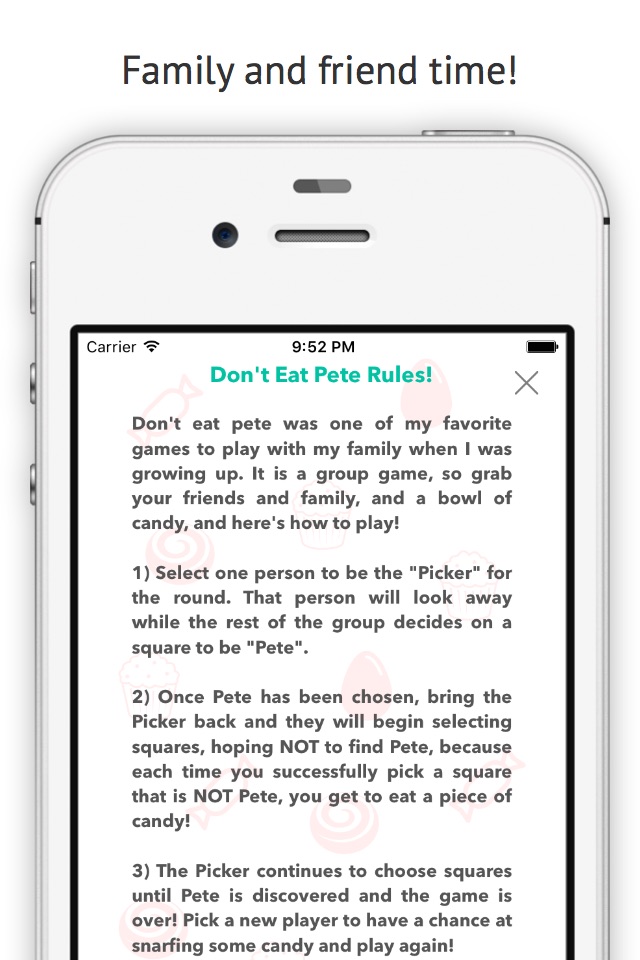 Family and friend time!
Carrier 9:52 PM
Don't Eat Pete Rules!
Don't eat pete was one of my favorite
games to play with my family when I was
growing up. It is a group game, so grab
your friends and family, and a bowl of
candy, and here's how to play!
1) Select one person to be the "Picker" for
the round. That person will look away
while the rest of the group decides on a
square to be "Pete".
2) Once Pete has been chosen, bring the
Picker back and they will begin selecting
squares, hoping NOT to find Pete, because
each time you successfully pick a square
that is NOT Pete, you get to eat a piece of
candy!
3) The Picker continues to choose squares
until Pete is discovered and the game is
over! Pick a new player to have a chance at
snarfing some candy and play again!